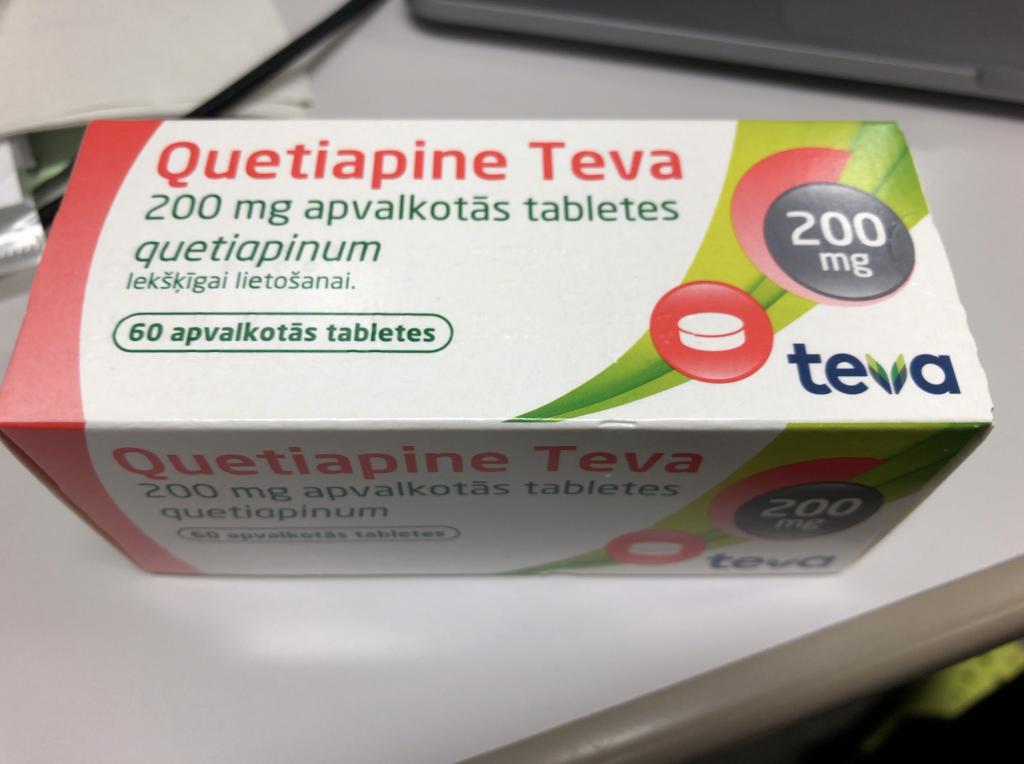 Quetiapine Teva
200 mg apvalkotās tabletes
quetiapinum
Iekšķīgai lietošanai.
60 apvalkotās tabletes
200
mg
teva
Quetiapine Teva
200 mg apvalkotās tabletes
quetiapinum
60 apvalkotās tabletes
200
mg
teva